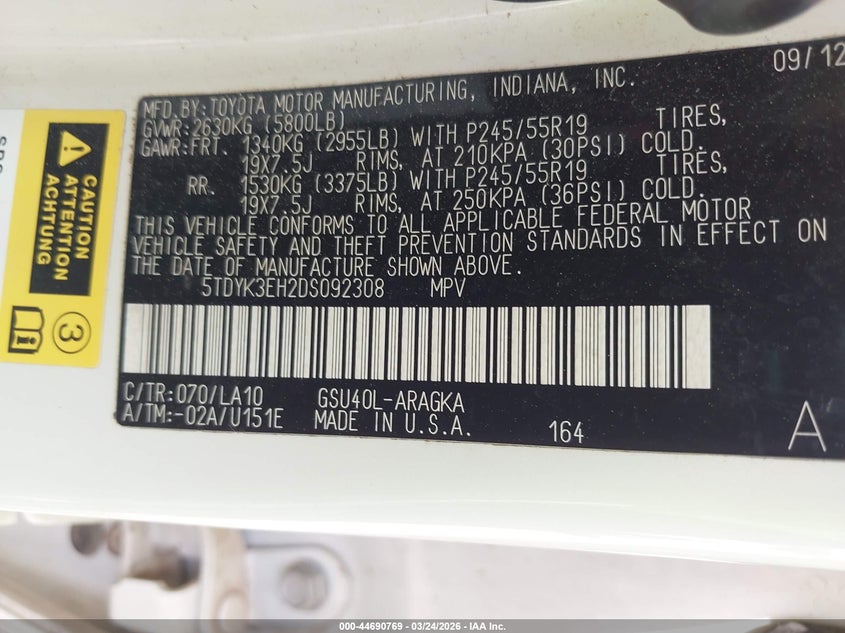 09/12
MFD.BY:TOYOTA MOTOR MANUFACTURING, INDIANA, INC.
GVWR:2630KG (5800LB)
GAWR:FRT. 1340KG (2955LB) WITH P245/55R19 TIRES,
19X7.5J RIMS, AT 210KPA (30PSI) COLD.
RR. 1530KG (3375LB) WITH P245/55R19 TIRES,
19X7.5J RIMS, AT 250KPA (36PSI) COLD.
THIS VEHICLE CONFORMS TO ALL APPLICABLE FEDERAL MOTOR
VEHICLE SAFETY AND THEFT PREVENTION STANDARDS IN EFFECT ON
THE DATE OF MANUFACTURE SHOWN ABOVE.
5TDYK3EH2DS092308 MPV
C/TR:070/LA10 GSU40L-ARAGKA
A/TM:-02A/U151E MADE IN U.S.A. 164 A
CAUTION
ATTENTION
ACHTUNG
3
000-44690769 - 03/24/2026 - IAA Inc.